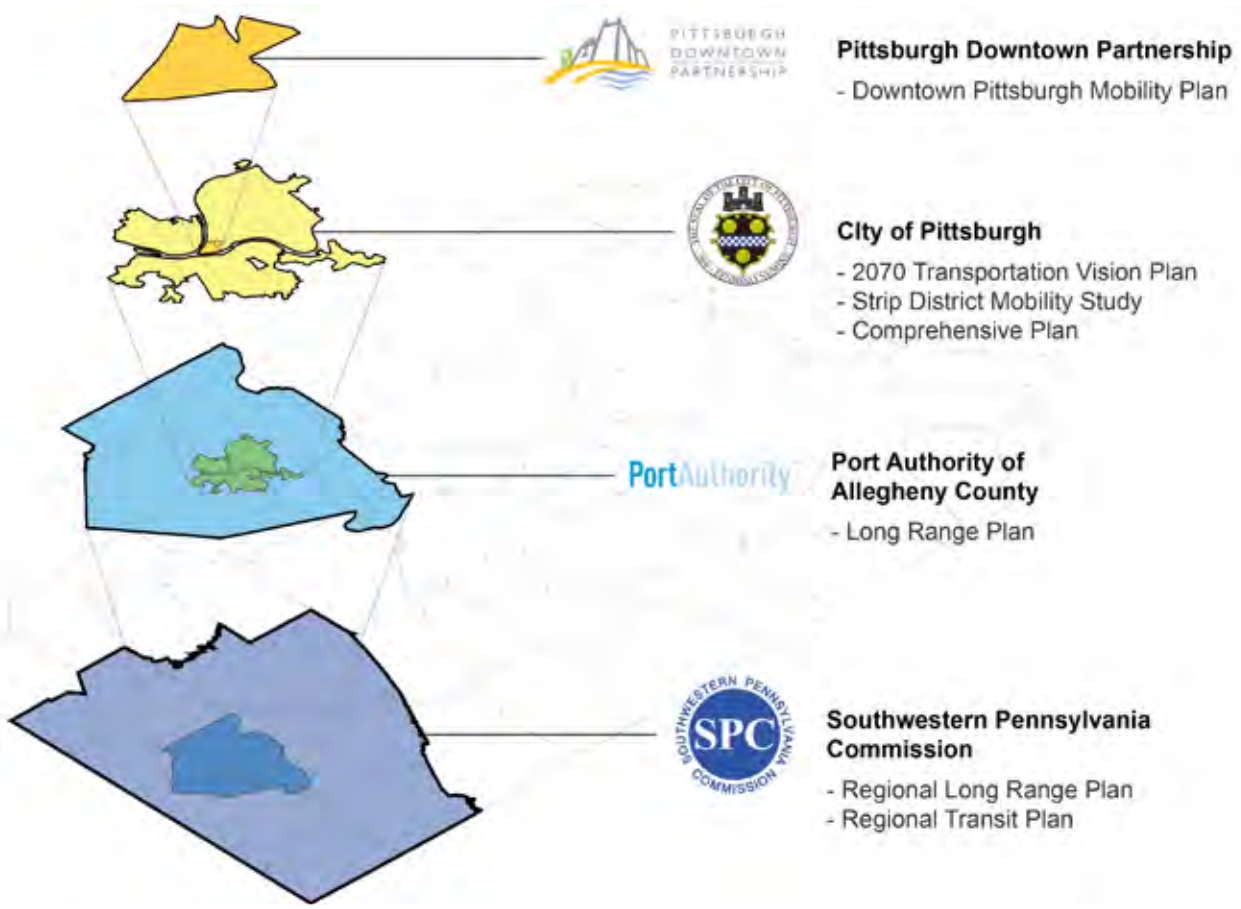 PITTSBURGH
DOWNTOWN
PARTNERSHIP
Pittsburgh Downtown Partnership
- Downtown Pittsburgh Mobility Plan
CIty of Pittsburgh
- 2070 Transportation Vision Plan
- Strip District Mobility Study
- Comprehensive Plan
PortAuthority
Port Authority of
Allegheny County
- Long Range Plan
SOUTHWESTERN PENNSYLVANIA
SPC
COMMISSION
Southwestern Pennsylvania
Commission
- Regional Long Range Plan
- Regional Transit Plan